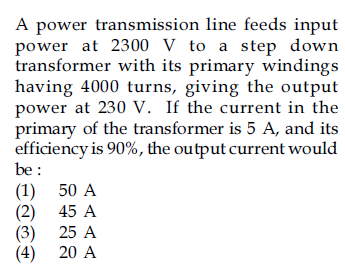 A power transmission line feeds input
power at 2300 V to a step down
transformer with its primary windings
having 4000 turns, giving the output
power at 230 V. If the current in the
primary of the transformer is 5 A, and its
efficiency is 90%, the output current would
be :
(1) 50 A
(2) 45 A
(3) 25 A
(4) 20 A